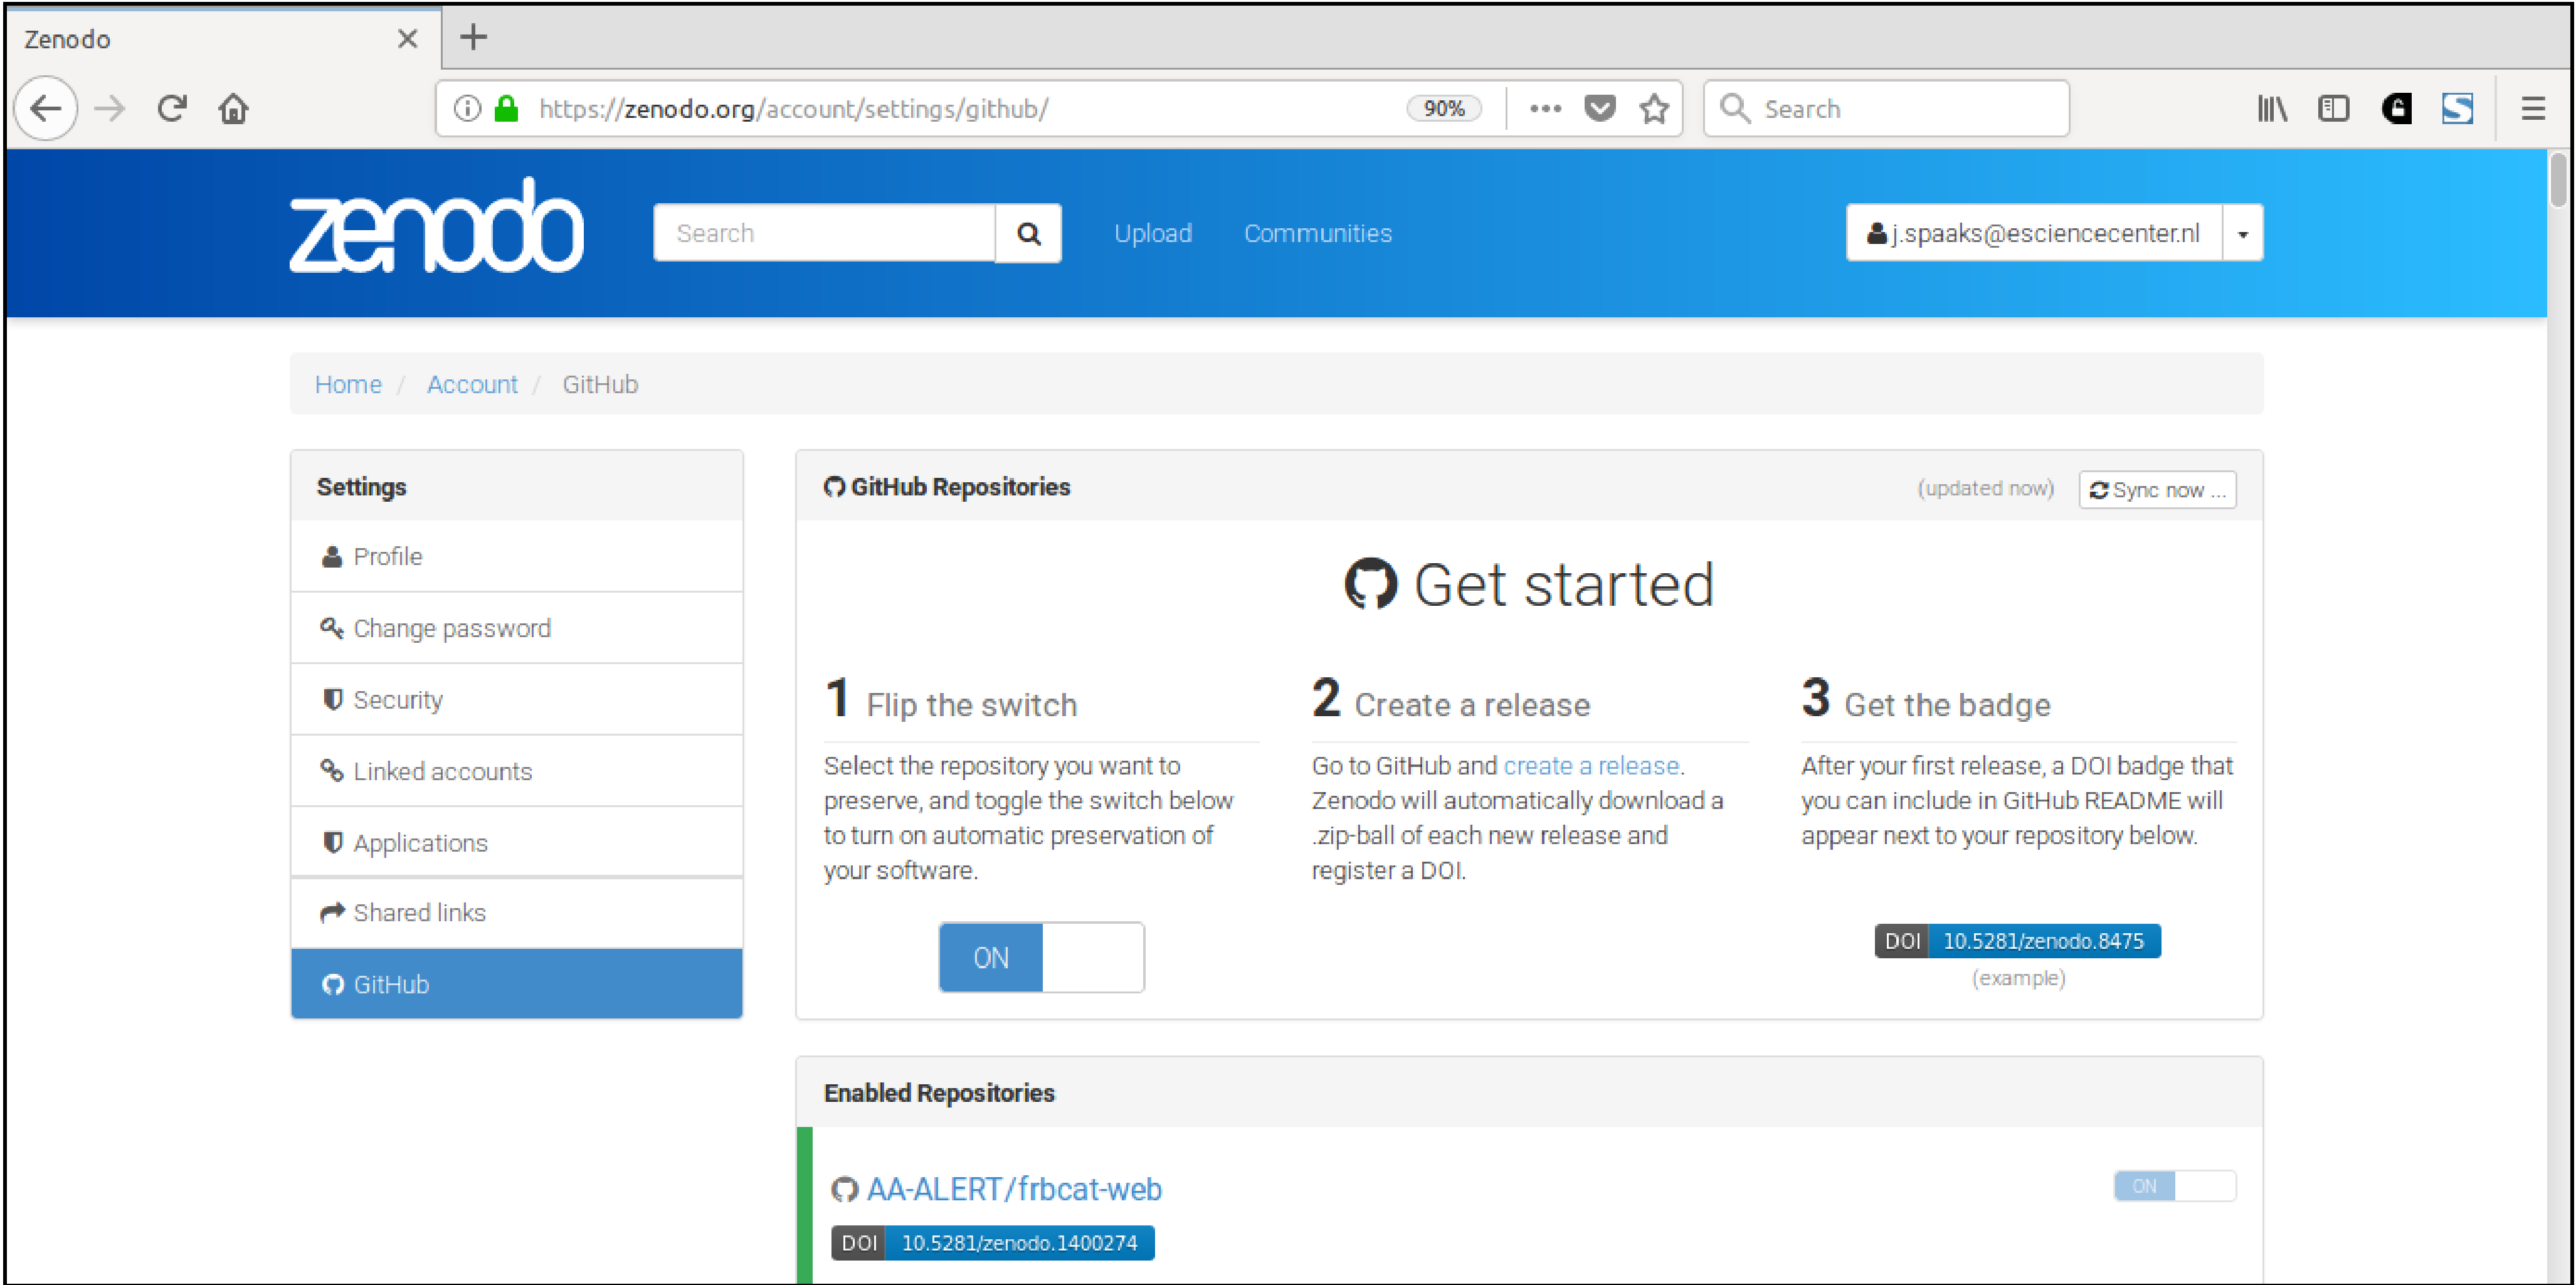 Zenodo
https://zenodo.org/account/settings/github/
90%
Search
zenodo
Search
Upload
Communities
j.spaaks@esciencecenter.nl
Home / Account / GitHub
Settings
Profile
Change password
Security
Linked accounts
Applications
Shared links
GitHub
GitHub Repositories
(updated now)
Sync now ...
Get started
1 Flip the switch
Select the repository you want to
preserve, and toggle the switch below
to turn on automatic preservation of
your software.
ON
2 Create a release
Go to GitHub and create a release.
Zenodo will automatically download a
.zip-ball of each new release and
register a DOI.
3 Get the badge
After your first release, a DOI badge that
you can include in GitHub README will
appear next to your repository below.
DOI 10.5281/zenodo.8475
(example)
Enabled Repositories
AA-ALERT/frbcat-web
ON
DOI 10.5281/zenodo.1400274